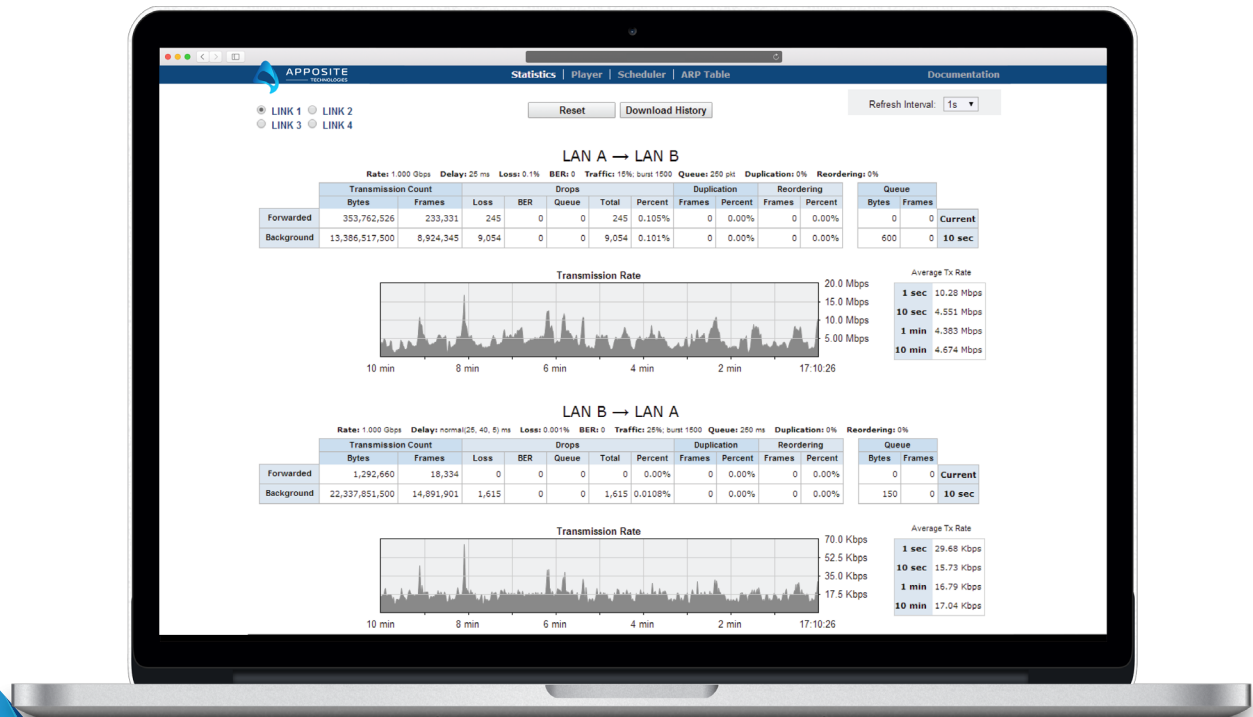 APPOSITE
TECHNOLOGIES
Statistics | Player | Scheduler | ARP Table
Documentation
LINK 1 LINK 2
LINK 3 LINK 4
Reset
Download History
Refresh Interval: 1s
LAN A → LAN B
Rate: 1.000 Gbps Delay: 25 ms Loss: 0.1% BER: 0 Traffic: 15%; burst 1500 Queue: 250 pkt Duplication: 0% Reordering: 0%
Transmission Count Drops Duplication Reordering Queue
Bytes Frames Loss BER Queue Total Percent Frames Percent Frames Percent Bytes Frames
Forwarded 353,762,526 233,331 245 0 0 245 0.105% 0 0.00% 0 0.00% 0 0 Current
Background 13,386,517,500 8,924,345 9,054 0 0 9,054 0.101% 0 0.00% 0 0.00% 600 0 10 sec
Transmission Rate
20.0 Mbps
15.0 Mbps
10.0 Mbps
5.00 Mbps
10 min 8 min 6 min 4 min 2 min 17:10:26
Average Tx Rate
1 sec 10.28 Mbps
10 sec 4.551 Mbps
1 min 4.383 Mbps
10 min 4.674 Mbps
LAN B → LAN A
Rate: 1.000 Gbps Delay: normal(25, 40, 5) ms Loss: 0.001% BER: 0 Traffic: 25%; burst 1500 Queue: 250 ms Duplication: 0% Reordering: 0%
Transmission Count Drops Duplication Reordering Queue
Bytes Frames Loss BER Queue Total Percent Frames Percent Frames Percent Bytes Frames
Forwarded 1,292,660 18,334 0 0 0 0 0.00% 0 0.00% 0 0.00% 0 0 Current
Background 22,337,851,500 14,891,901 1,615 0 0 1,615 0.0108% 0 0.00% 0 0.00% 150 0 10 sec
Transmission Rate
70.0 Kbps
52.5 Kbps
35.0 Kbps
17.5 Kbps
10 min 8 min 6 min 4 min 2 min 17:10:26
Average Tx Rate
1 sec 29.68 Kbps
10 sec 15.73 Kbps
1 min 16.79 Kbps
10 min 17.04 Kbps